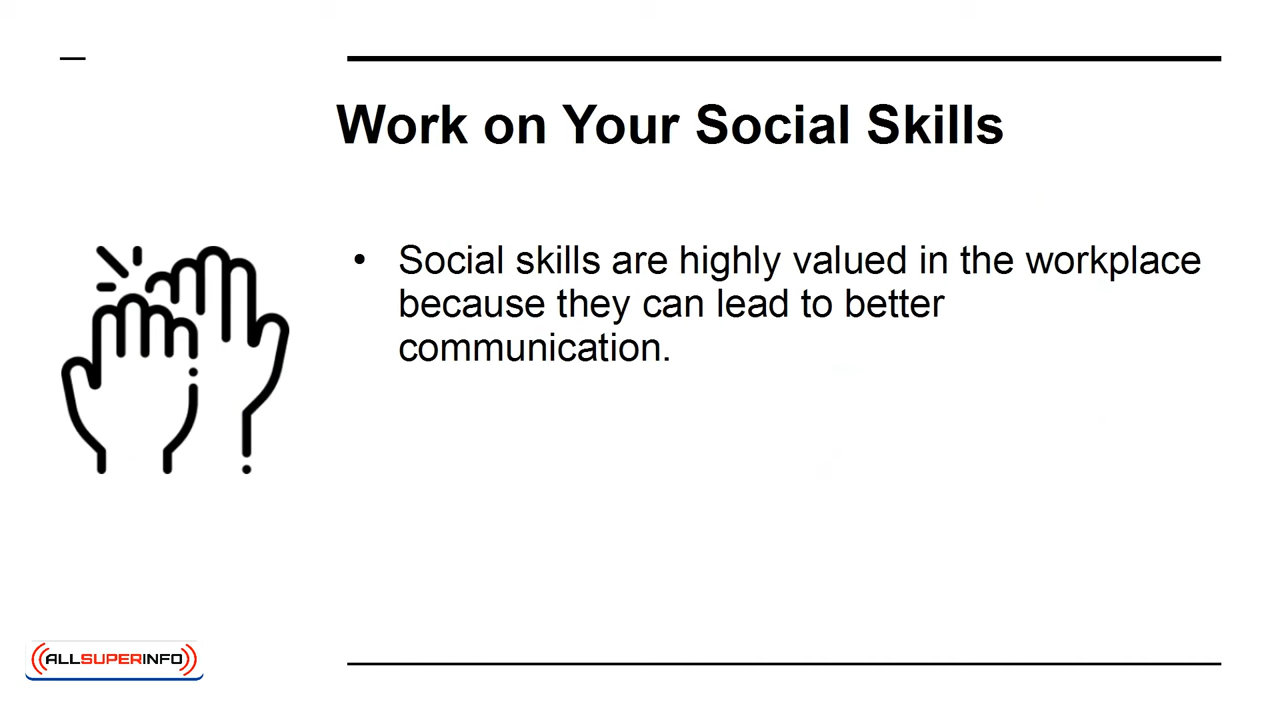 Work on Your Social Skills
• Social skills are highly valued in the workplace
because they can lead to better
communication.
ALLSUPERINFO